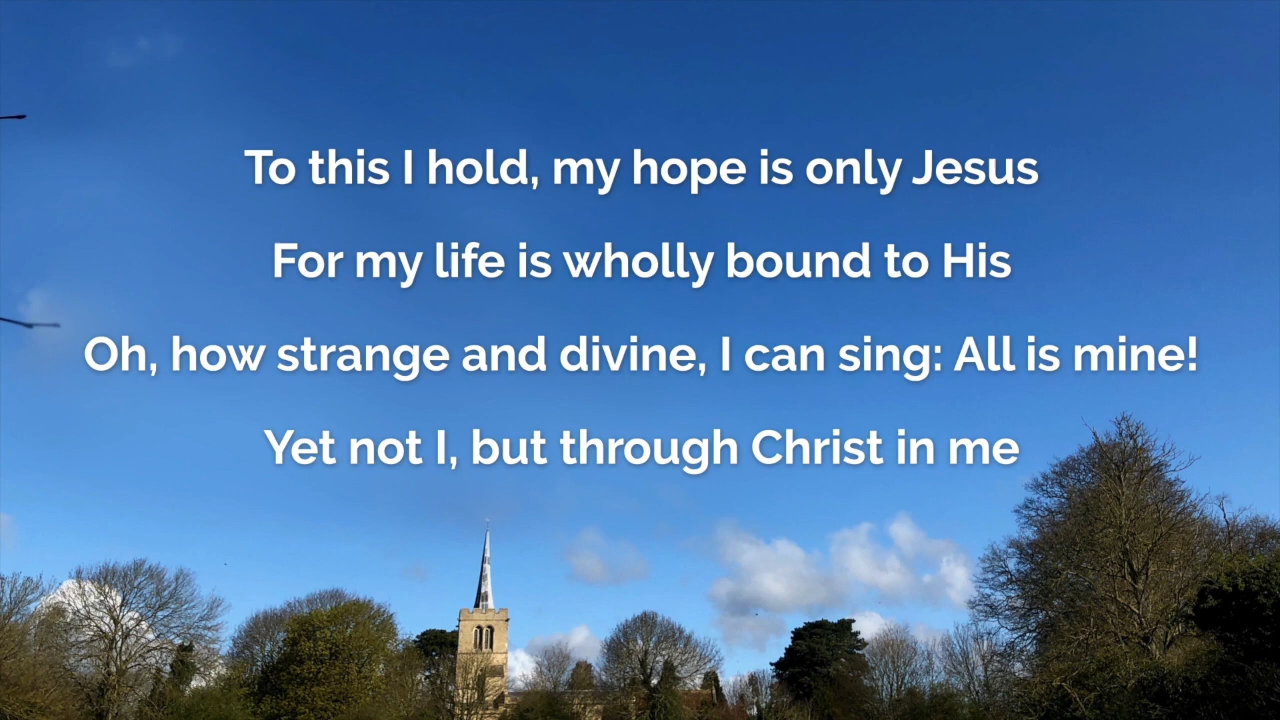 To this I hold, my hope is only Jesus
For my life is wholly bound to His
Oh, how strange and divine, I can sing: All is mine!
Yet not I, but through Christ in me